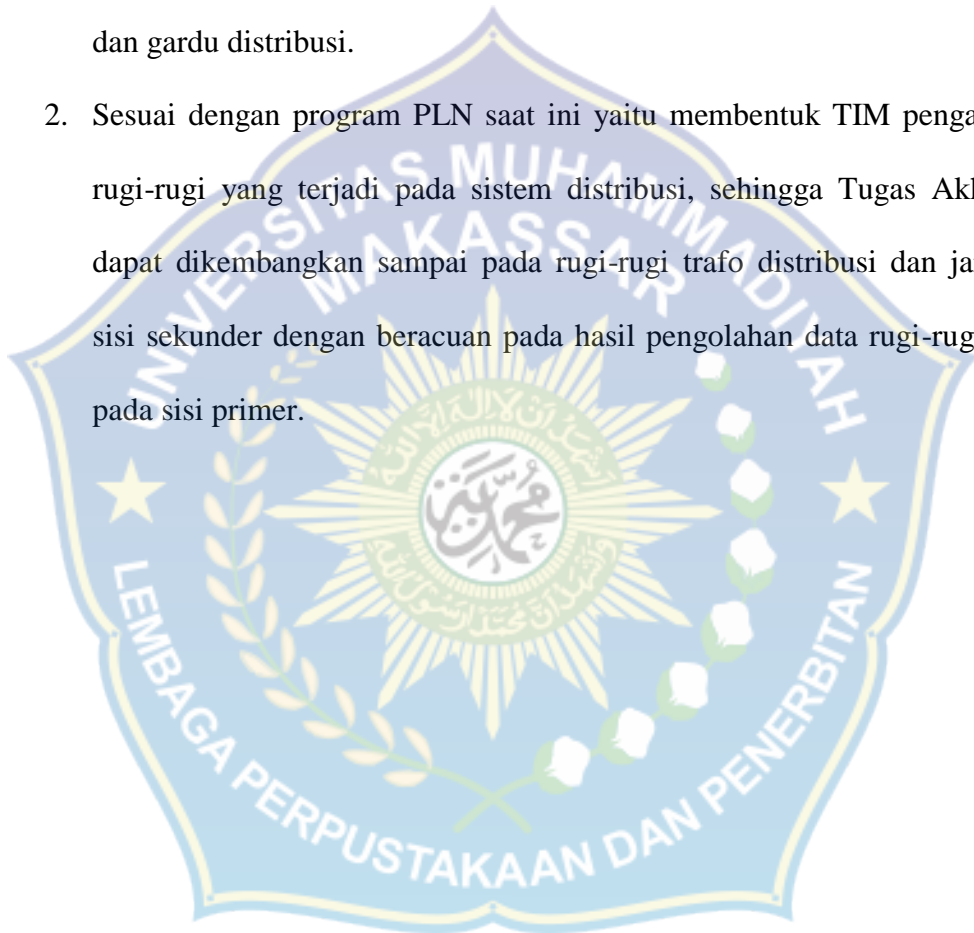 dan gardu distribusi.
2. Sesuai dengan program PLN saat ini yaitu membentuk TIM penga
rugi-rugi yang terjadi pada sistem distribusi, sehingga Tugas Ak
dapat dikembangkan sampai pada rugi-rugi trafo distribusi dan ja
sisi sekunder dengan beracuan pada hasil pengolahan data rugi-rug
pada sisi primer.
UNIVERSITAS MUHAMMADIYAH
MAKASSAR
LEMBAGA PERPUSTAKAAN DAN PENERBITAN